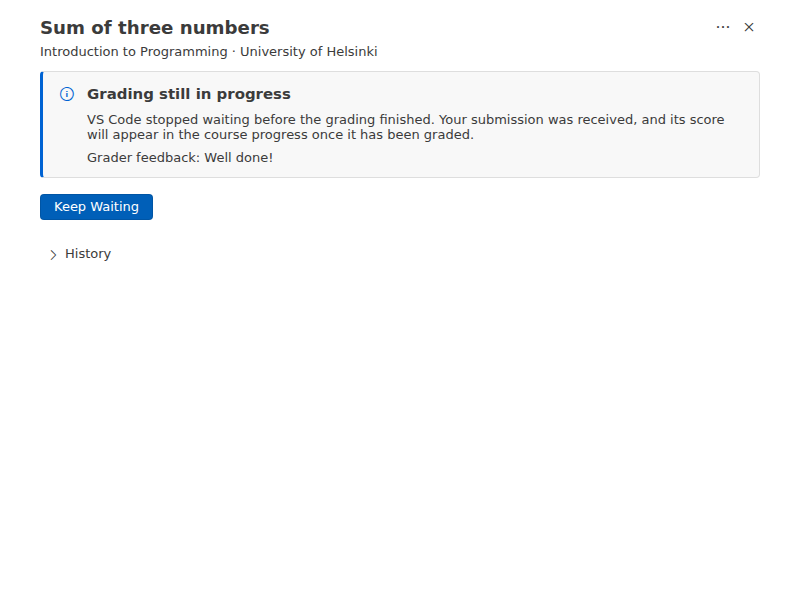 Sum of three numbers
Introduction to Programming · University of Helsinki
Grading still in progress
VS Code stopped waiting before the grading finished. Your submission was received, and its score
will appear in the course progress once it has been graded.
Grader feedback: Well done!
Keep Waiting
History